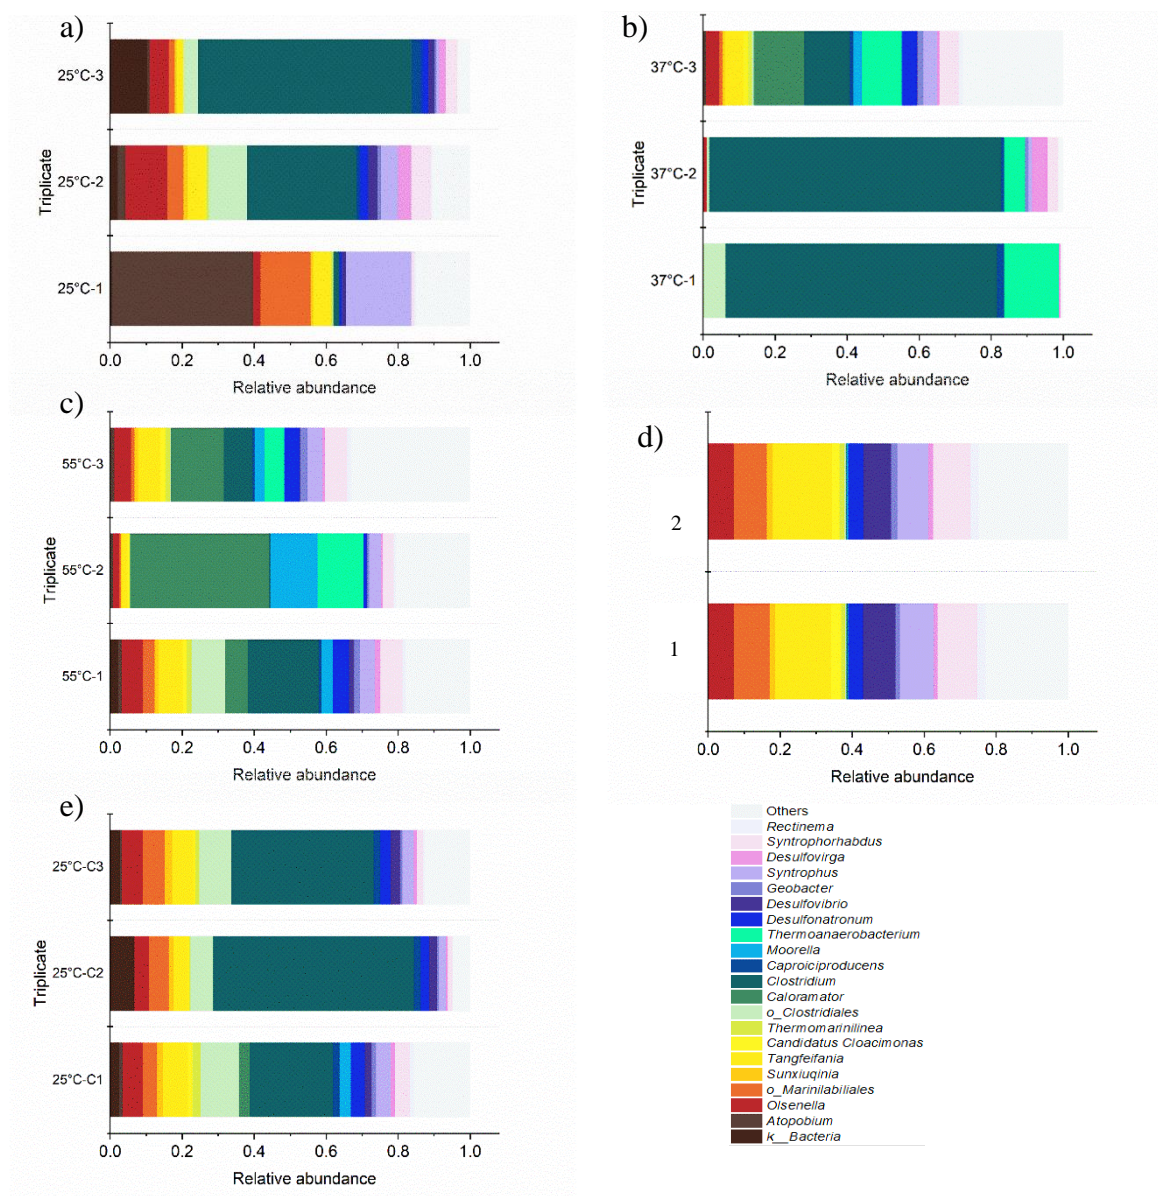 a)
25°C-3
25°C-2
25°C-1
Triplicate
0.0 0.2 0.4 0.6 0.8 1.0
Relative abundance
b)
37°C-3
37°C-2
37°C-1
Triplicate
0.0 0.2 0.4 0.6 0.8 1.0
Relative abundance
c)
55°C-3
55°C-2
55°C-1
Triplicate
0.0 0.2 0.4 0.6 0.8 1.0
Relative abundance
d)
2
1
0.0 0.2 0.4 0.6 0.8 1.0
Relative abundance
e)
25°C-C3
25°C-C2
25°C-C1
Triplicate
0.0 0.2 0.4 0.6 0.8 1.0
Relative abundance
Others
Rectinema
Syntrophorhabdus
Desulfovirga
Syntrophus
Geobacter
Desulfovibrio
Desulfonatronum
Thermoanaerobacterium
Moorella
Caproiciproducens
Clostridium
Caloramator
o_Clostridiales
Thermomarinilinea
Candidatus Cloacimonas
Tangfeifania
Sunxiuqinia
o_Marinilabiliales
Olsenella
Atopobium
k__Bacteria